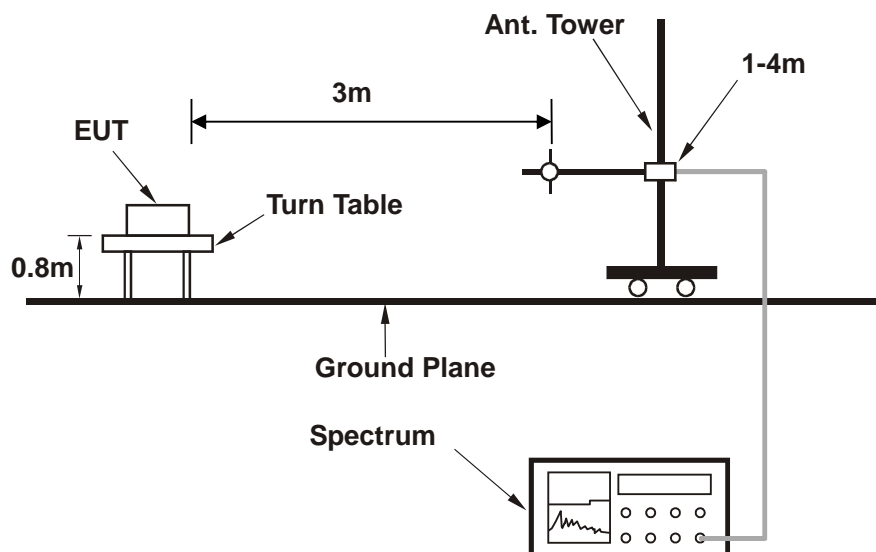 Ant. Tower
1-4m
3m
EUT
Turn Table
0.8m
Ground Plane
Spectrum